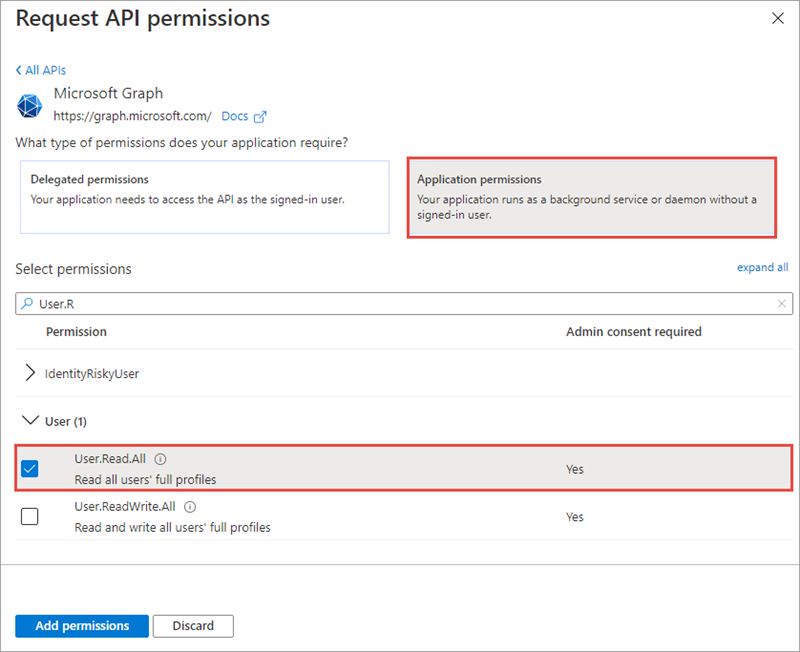 Request API permissions
All APIs
Microsoft Graph
https://graph.microsoft.com/ Docs
What type of permissions does your application require?
Delegated permissions
Your application needs to access the API as the signed-in user.
Application permissions
Your application runs as a background service or daemon without a
signed-in user.
Select permissions
expand all
User.R
Permission
Admin consent required
IdentityRiskyUser
User (1)
User.Read.All
Read all users' full profiles
Yes
User.ReadWrite.All
Read and write all users' full profiles
Yes
Add permissions
Discard